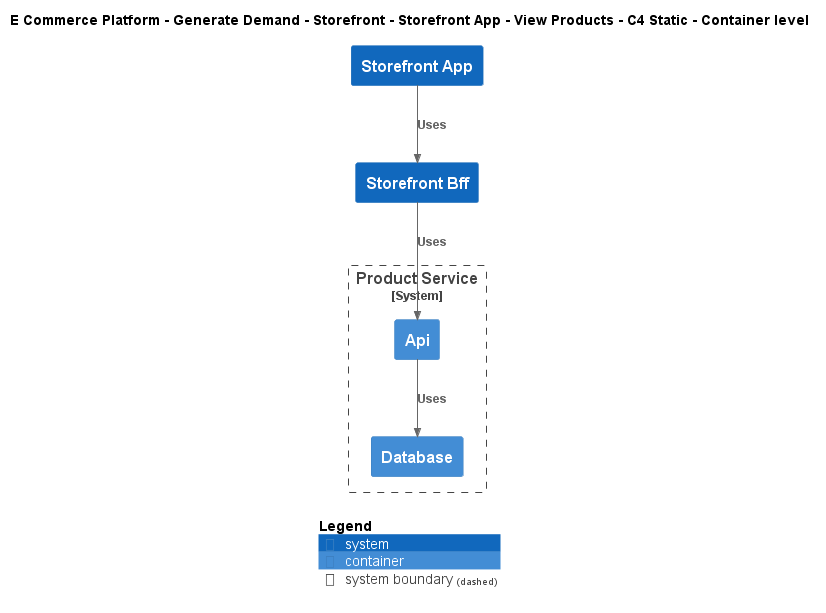 E Commerce Platform - Generate Demand - Storefront - Storefront App - View Products - C4 Static - Container level
Storefront App
Uses
Storefront Bff
Uses
Product Service
[System]
Api
Uses
Database
Legend
system
container
system boundary (dashed)